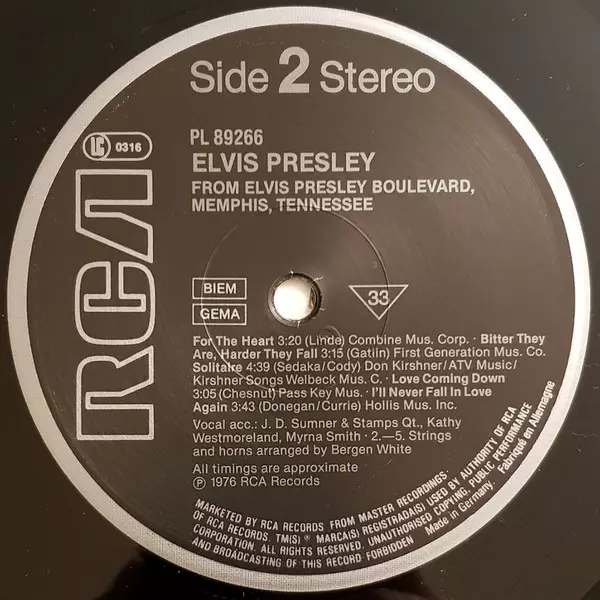 Side 2 Stereo
LC 0316
RCA
PL 89266
ELVIS PRESLEY
FROM ELVIS PRESLEY BOULEVARD,
MEMPHIS, TENNESSEE
BIEM
GEMA
33
For The Heart 3:20 (Linde) Combine Mus. Corp. · Bitter They
Are, Harder They Fall 3:15 (Gatlin) First Generation Mus. Co.
Solitaire 4:39 (Sedaka/Cody) Don Kirshner/ATV Music/
Kirshner Songs Welbeck Mus. C. · Love Coming Down
3:05 (Chesnut) Pass Key Mus. · I'll Never Fall In Love
Again 3:43 (Donegan/Currie) Hollis Mus. Inc.
Vocal acc.: J. D. Sumner & Stamps Qt., Kathy
Westmoreland, Myrna Smith · 2.—5. Strings
and horns arranged by Bergen White
All timings are approximate
Ⓟ 1976 RCA Records
MARKETED BY RCA RECORDS. FROM MASTER RECORDINGS
OF RCA RECORDS. TM(S) ® MARCA(S) REGISTRADA(S) USED BY AUTHORITY OF RCA
CORPORATION. ALL RIGHTS RESERVED. UNAUTHORISED COPYING, PUBLIC PERFORMANCE
AND BROADCASTING OF THIS RECORD FORBIDDEN
Made in Germany.
Fabriqué en Allemagne